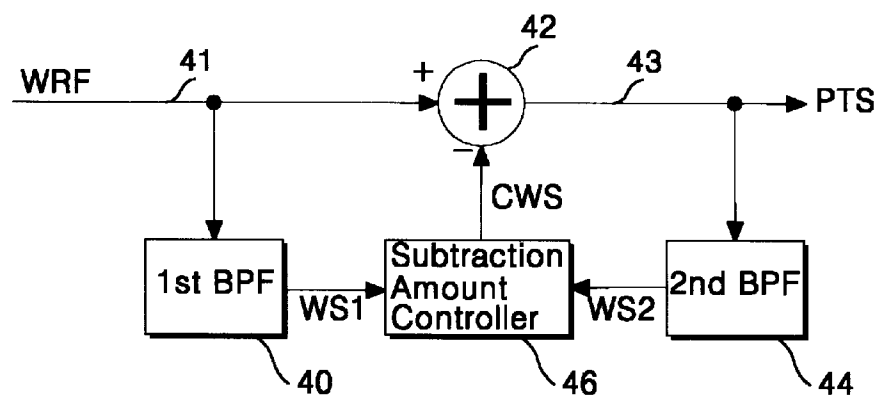 42
41
43
WRF
+
PTS
+
−
CWS
1st BPF
WS1
Subtraction
Amount
Controller
WS2
2nd BPF
40
46
44